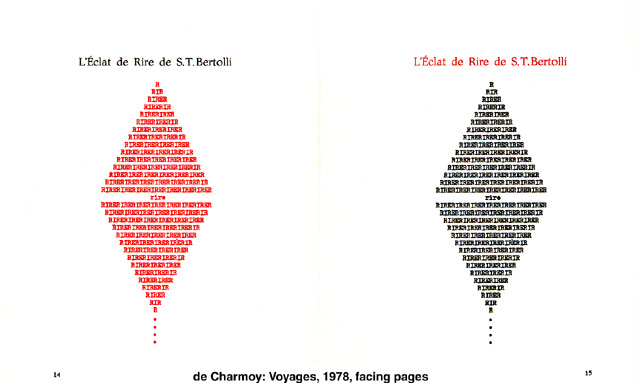 L'Éclat de Rire de S.T.Bertolli
R
RIR
RIRER
RIRERIR
RIRERIRER
RIRERIRERIR
RIRERIRERIRER
RIRERIRERIRERIR
RIRERIRERIRERIRER
RIRERIRERIRERIRERIR
RIRERIRERIRERIRERIRER
RIRERIRERIRERIRERIRERIR
RIRERIRERIRERIRERIRERIRER
RIRERIRERIRERIRERIRERIRERIR
RIRERIRERIRERIRERIRERIRERIRER
rire
RIRERIRERIRERIRERIRERIRERIRER
RIRERIRERIRERIRERIRERIRERIR
RIRERIRERIRERIRERIRERIRER
RIRERIRERIRERIRERIRERIR
RIRERIRERIRERIRERIRER
RIRERIRERIRERIRERIR
RIRERIRERIRERIRER
RIRERIRERIRERIR
RIRERIRERIRER
RIRERIRERIR
RIRERIRER
RIRERIR
RIRER
RIR
R
.
.
.
.
14
L'Éclat de Rire de S.T.Bertolli
R
RIR
RIRER
RIRERIR
RIRERIRER
RIRERIRERIR
RIRERIRERIRER
RIRERIRERIRERIR
RIRERIRERIRERIRER
RIRERIRERIRERIRERIR
RIRERIRERIRERIRERIRER
RIRERIRERIRERIRERIRERIR
RIRERIRERIRERIRERIRERIRER
RIRERIRERIRERIRERIRERIRERIR
RIRERIRERIRERIRERIRERIRERIRER
rire
RIRERIRERIRERIRERIRERIRERIRER
RIRERIRERIRERIRERIRERIRERIR
RIRERIRERIRERIRERIRERIRER
RIRERIRERIRERIRERIRERIR
RIRERIRERIRERIRERIRER
RIRERIRERIRERIRERIR
RIRERIRERIRERIRER
RIRERIRERIRERIR
RIRERIRERIRER
RIRERIRERIR
RIRERIRER
RIRERIR
RIRER
RIR
R
.
.
.
.
15
de Charmoy: Voyages, 1978, facing pages